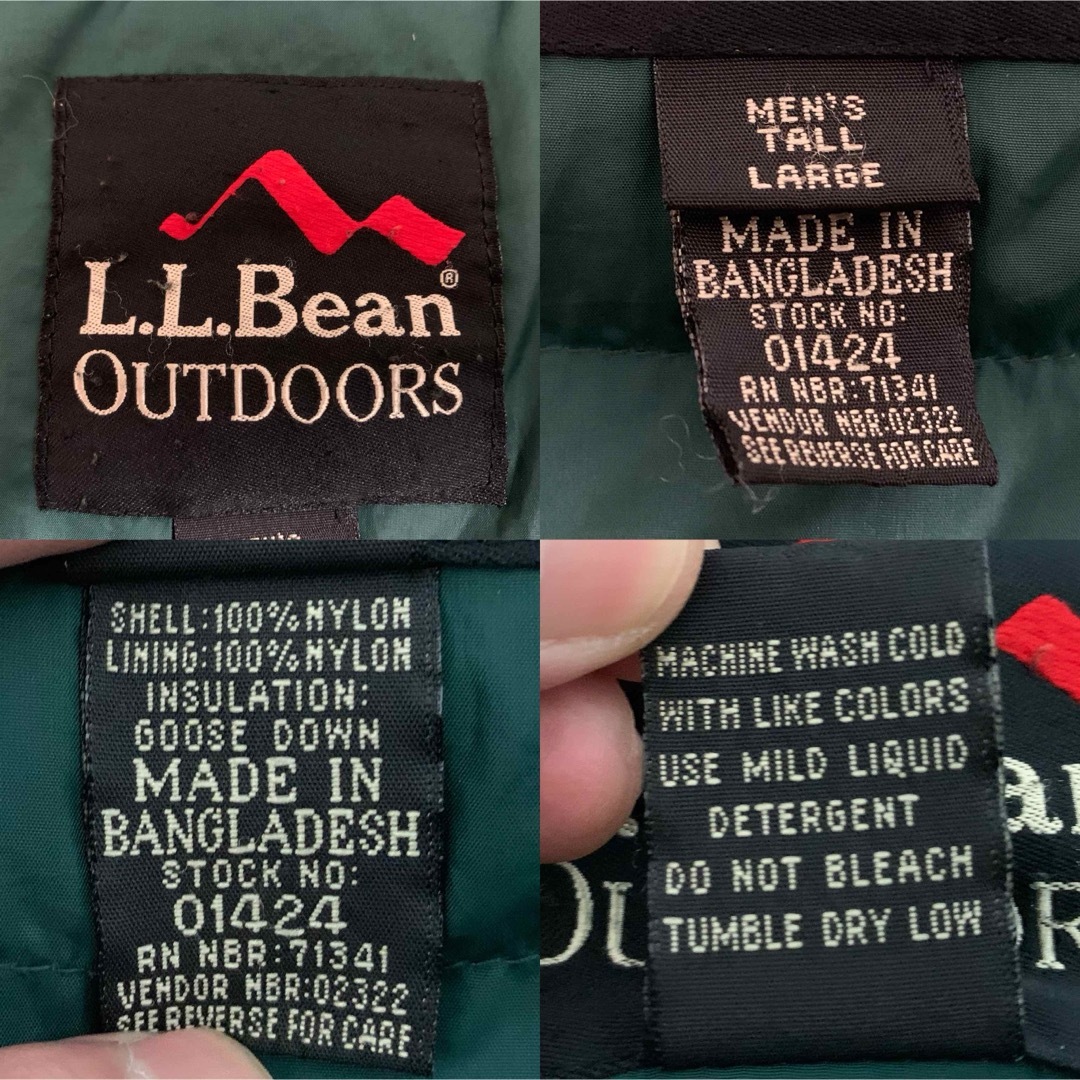 L.L.Bean®
OUTDOORS
MEN'S
TALL
LARGE
MADE IN
BANGLADESH
STOCK NO:
01424
RN NBR:71341
VENDOR NBR:02322
SEE REVERSE FOR CARE
SHELL:100% NYLON
LINING:100% NYLON
INSULATION:
GOOSE DOWN
MADE IN
BANGLADESH
STOCK NO:
01424
RN NBR:71341
VENDOR NBR:02322
SEE REVERSE FOR CARE
MACHINE WASH COLD
WITH LIKE COLORS
USE MILD LIQUID
DETERGENT
DO NOT BLEACH
TUMBLE DRY LOW